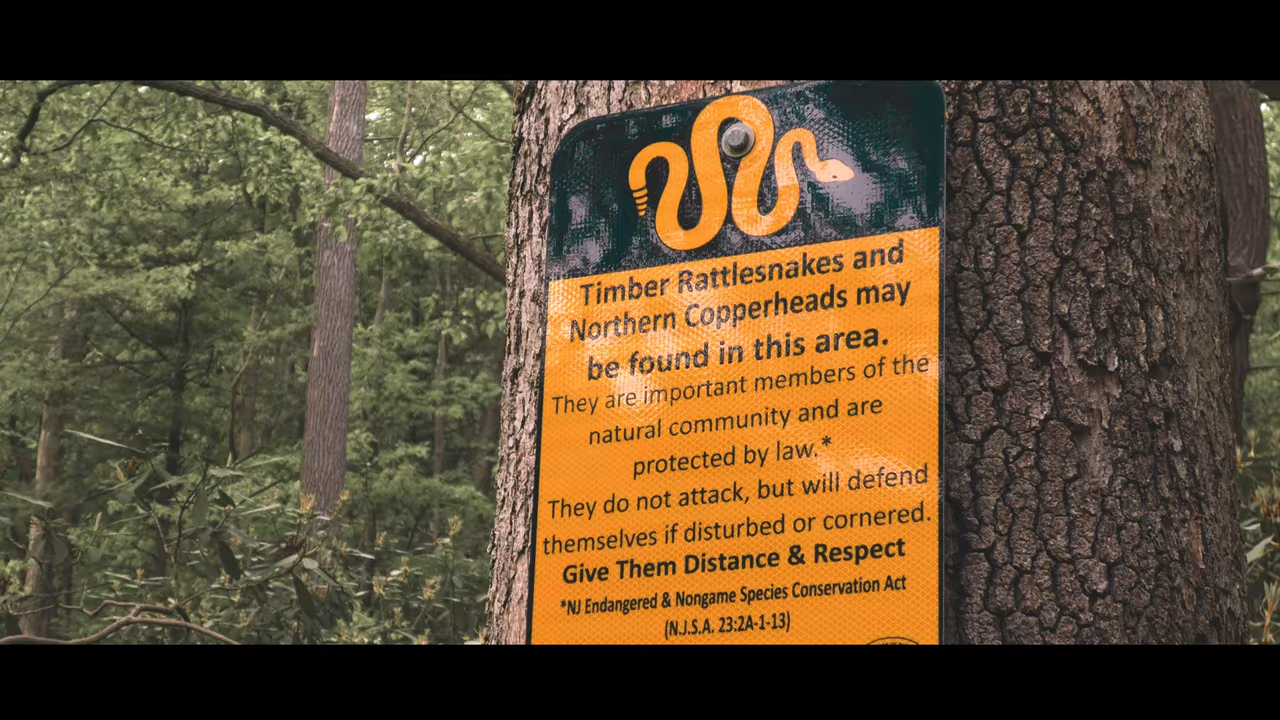 Timber Rattlesnakes and
Northern Copperheads may
be found in this area.
They are important members of the
natural community and are
protected by law.*
They do not attack, but will defend
themselves if disturbed or cornered.
Give Them Distance & Respect
*NJ Endangered & Nongame Species Conservation Act
(N.J.S.A. 23:2A-1-13)